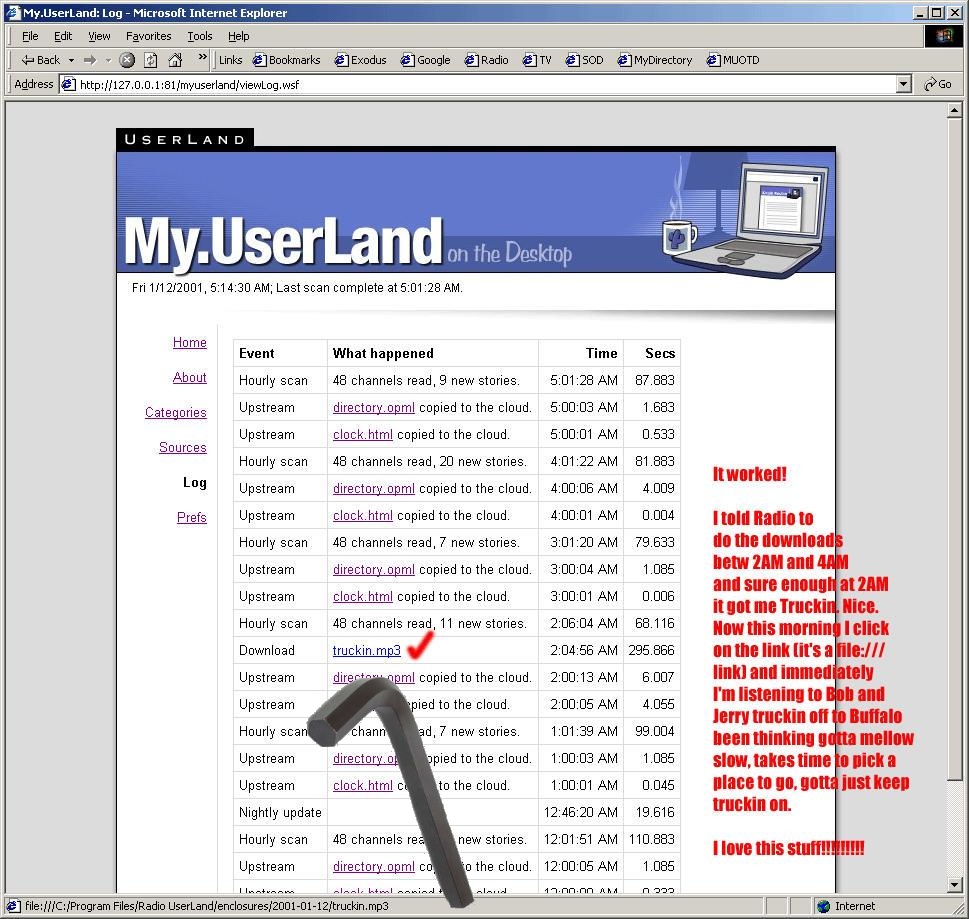 My.UserLand: Log - Microsoft Internet Explorer
File Edit View Favorites Tools Help
Back » Links Bookmarks Exodus Google Radio TV SOD MyDirectory MUOTD
Address http://127.0.0.1:81/myuserland/viewLog.wsf Go
USERLAND
My.UserLand on the Desktop
Fri 1/12/2001, 5:14:30 AM; Last scan complete at 5:01:28 AM.
Home
About
Categories
Sources
Log
Prefs
Event What happened Time Secs
Hourly scan 48 channels read, 9 new stories. 5:01:28 AM 87.883
Upstream directory.opml copied to the cloud. 5:00:03 AM 1.683
Upstream clock.html copied to the cloud. 5:00:01 AM 0.533
Hourly scan 48 channels read, 20 new stories. 4:01:22 AM 81.883
Upstream directory.opml copied to the cloud. 4:00:06 AM 4.009
Upstream clock.html copied to the cloud. 4:00:01 AM 0.004
Hourly scan 48 channels read, 7 new stories. 3:01:20 AM 79.633
Upstream directory.opml copied to the cloud. 3:00:04 AM 1.085
Upstream clock.html copied to the cloud. 3:00:01 AM 0.006
Hourly scan 48 channels read, 11 new stories. 2:06:04 AM 68.116
Download truckin.mp3 2:04:56 AM 295.866
Upstream directory.opml copied to the cloud. 2:00:13 AM 6.007
Upstream copied to the cloud. 2:00:05 AM 4.055
Hourly scan read, 7 new stories. 1:01:39 AM 99.004
Upstream directory.opml copied to the cloud. 1:00:03 AM 1.085
Upstream clock.html copied to the cloud. 1:00:01 AM 0.045
Nightly update 12:46:20 AM 19.616
Hourly scan 48 channels new stories. 12:01:51 AM 110.883
Upstream directory.opml copied to the cloud. 12:00:05 AM 1.085
Upstream clock.html copied to the cloud. 12:00:00 AM 0.333
It worked!
I told Radio to
do the downloads
betw 2AM and 4AM
and sure enough at 2AM
it got me Truckin. Nice.
Now this morning I click
on the link (it's a file:///
link) and immediately
I'm listening to Bob and
Jerry truckin off to Buffalo
been thinking gotta mellow
slow, takes time to pick a
place to go, gotta just keep
truckin on.
I love this stuff!!!!!!!!!
file:///C:/Program Files/Radio UserLand/enclosures/2001-01-12/truckin.mp3 Internet